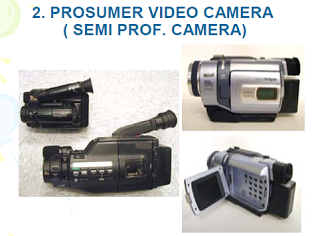 2. PROSUMER VIDEO CAMERA
( SEMI PROF. CAMERA)